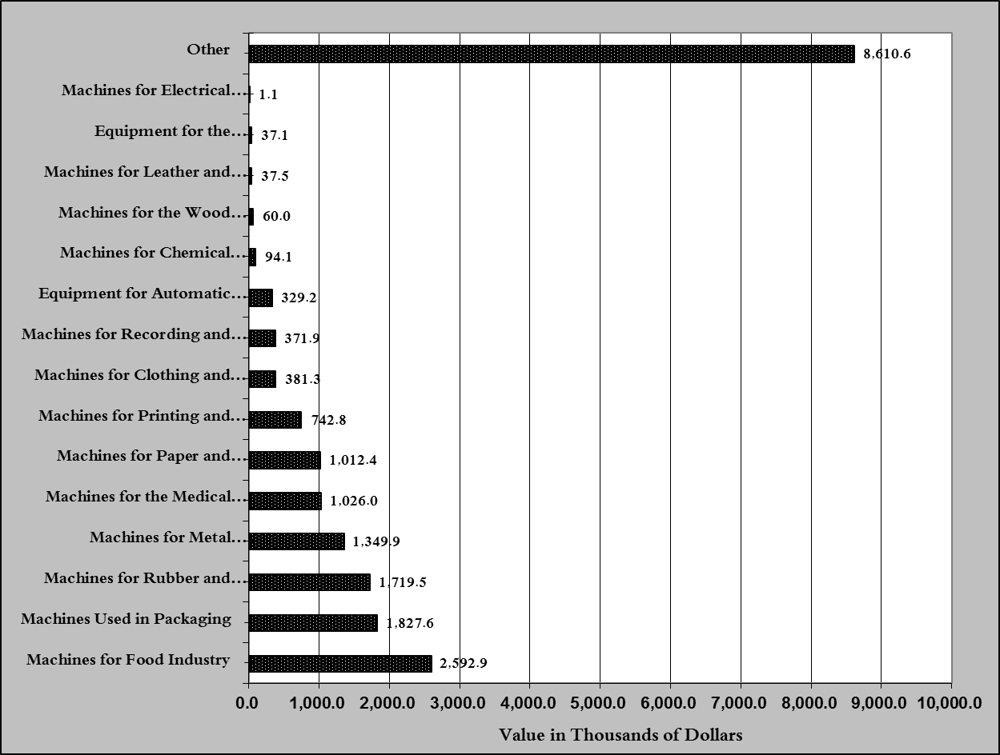 Other 8,610.6
Machines for Electrical… 1.1
Equipment for the… 37.1
Machines for Leather and… 37.5
Machines for the Wood… 60.0
Machines for Chemical… 94.1
Equipment for Automatic… 329.2
Machines for Recording and… 371.9
Machines for Clothing and… 381.3
Machines for Printing and… 742.8
Machines for Paper and… 1,012.4
Machines for the Medical… 1,026.0
Machines for Metal… 1,349.9
Machines for Rubber and… 1,719.5
Machines Used in Packaging 1,827.6
Machines for Food Industry 2,592.9
0.0 1,000.0 2,000.0 3,000.0 4,000.0 5,000.0 6,000.0 7,000.0 8,000.0 9,000.0 10,000.0
Value in Thousands of Dollars